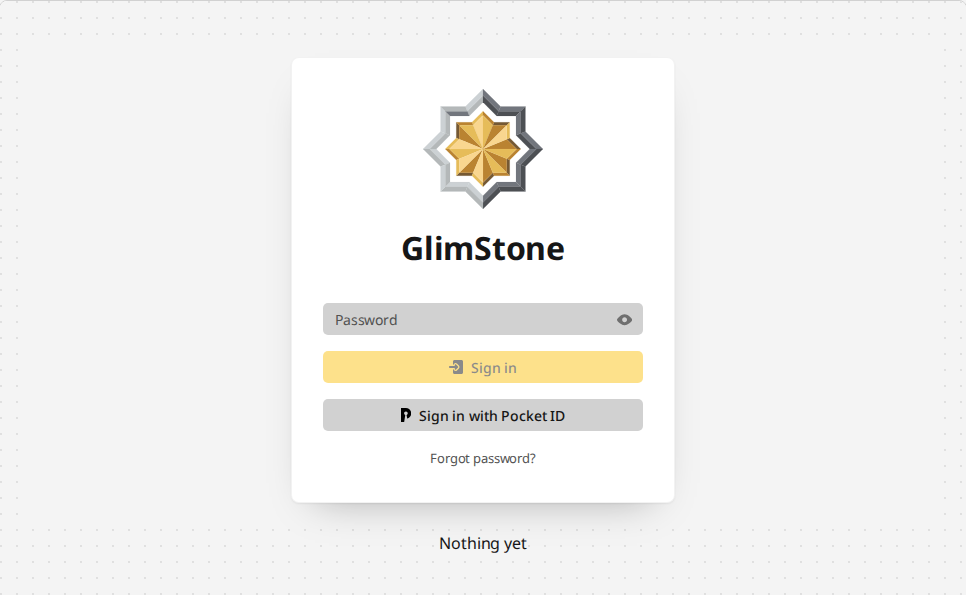 GlimStone
Password
Sign in
Sign in with Pocket ID
Forgot password?
Nothing yet